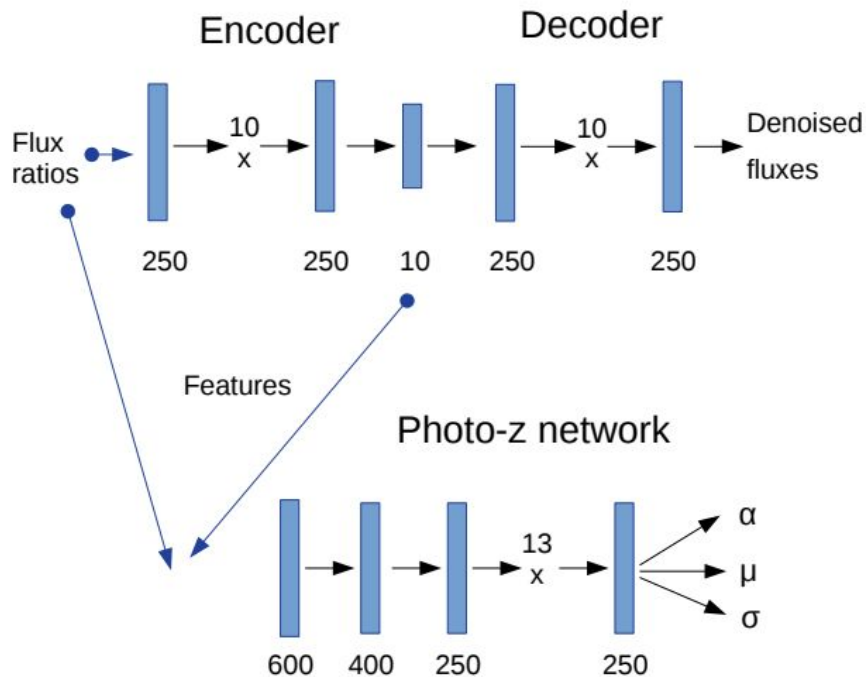 Encoder
Decoder
Flux
ratios
10
x
10
x
Denoised
fluxes
250
250
10
250
250
Features
Photo-z network
13
x
α
μ
σ
600
400
250
250